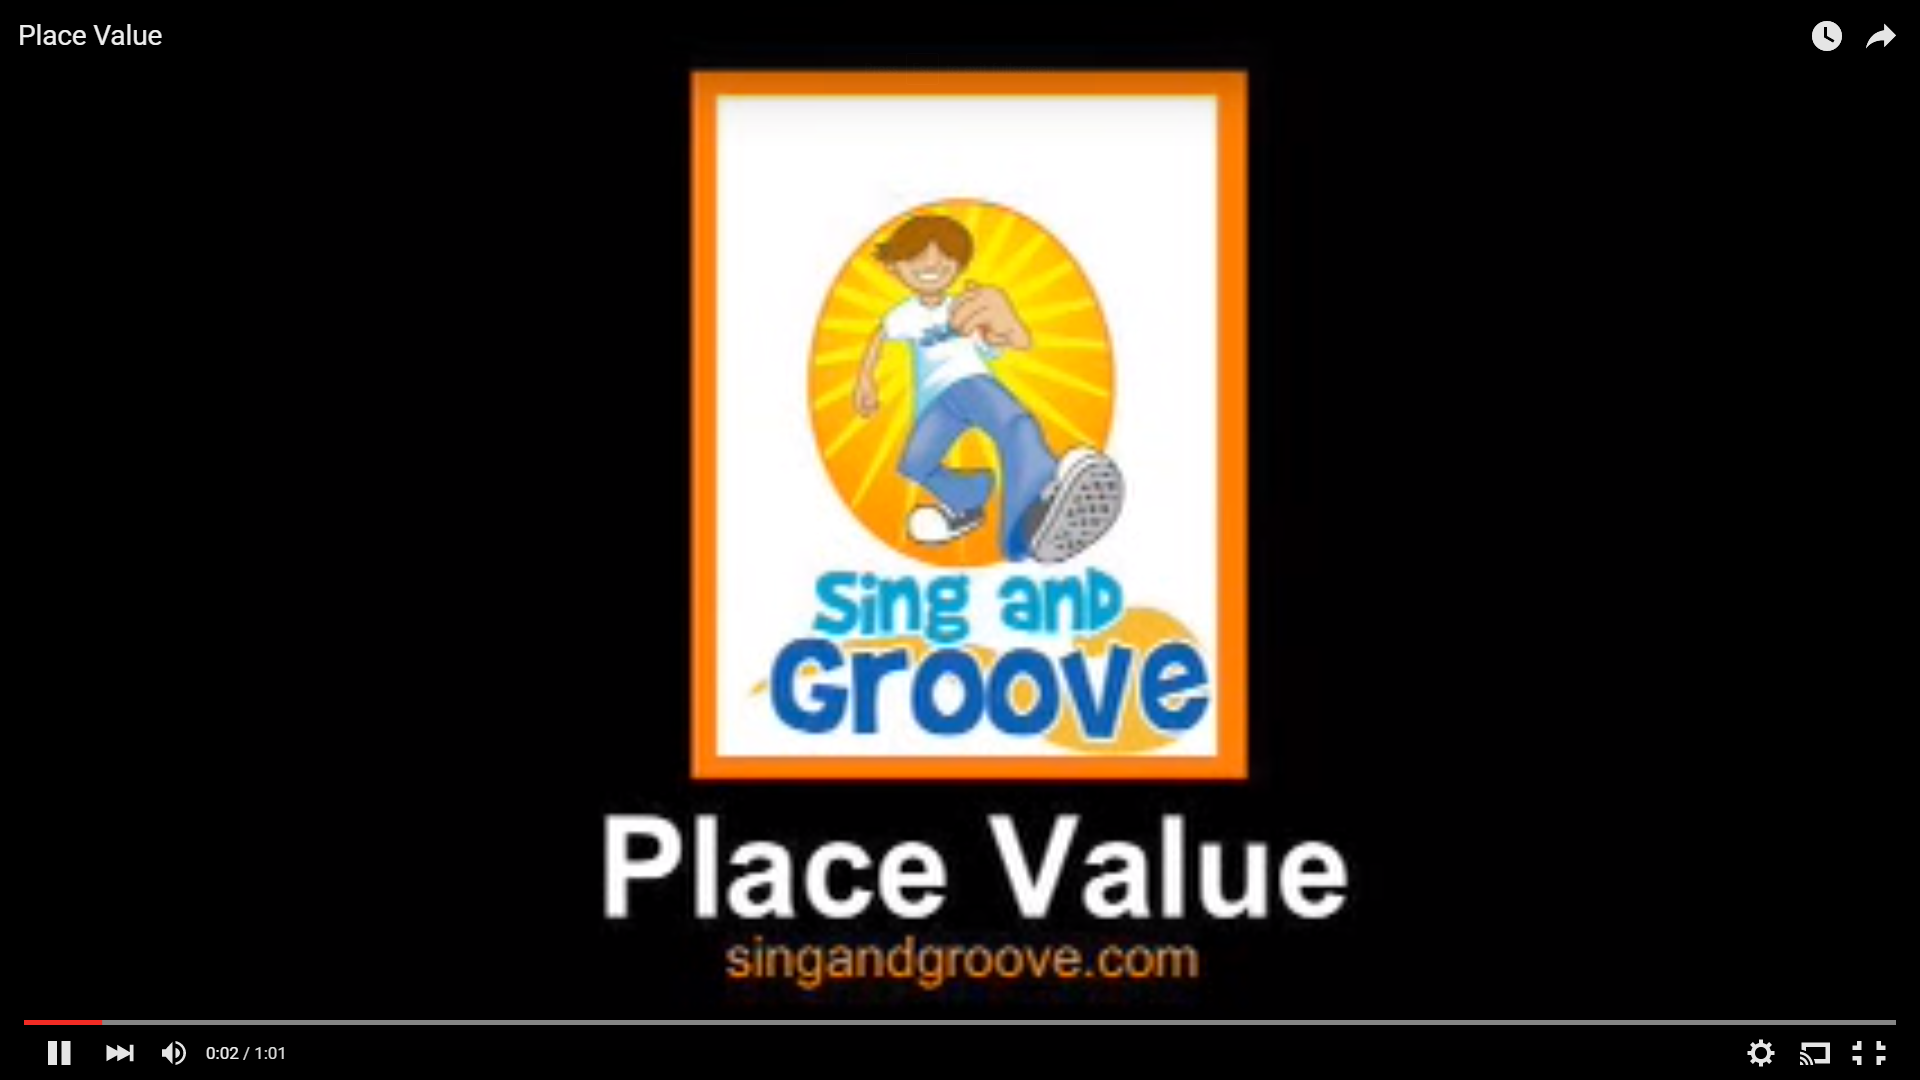 Place Value
Sing and
Groove
Place Value
singandgroove.com
0:02 / 1:01